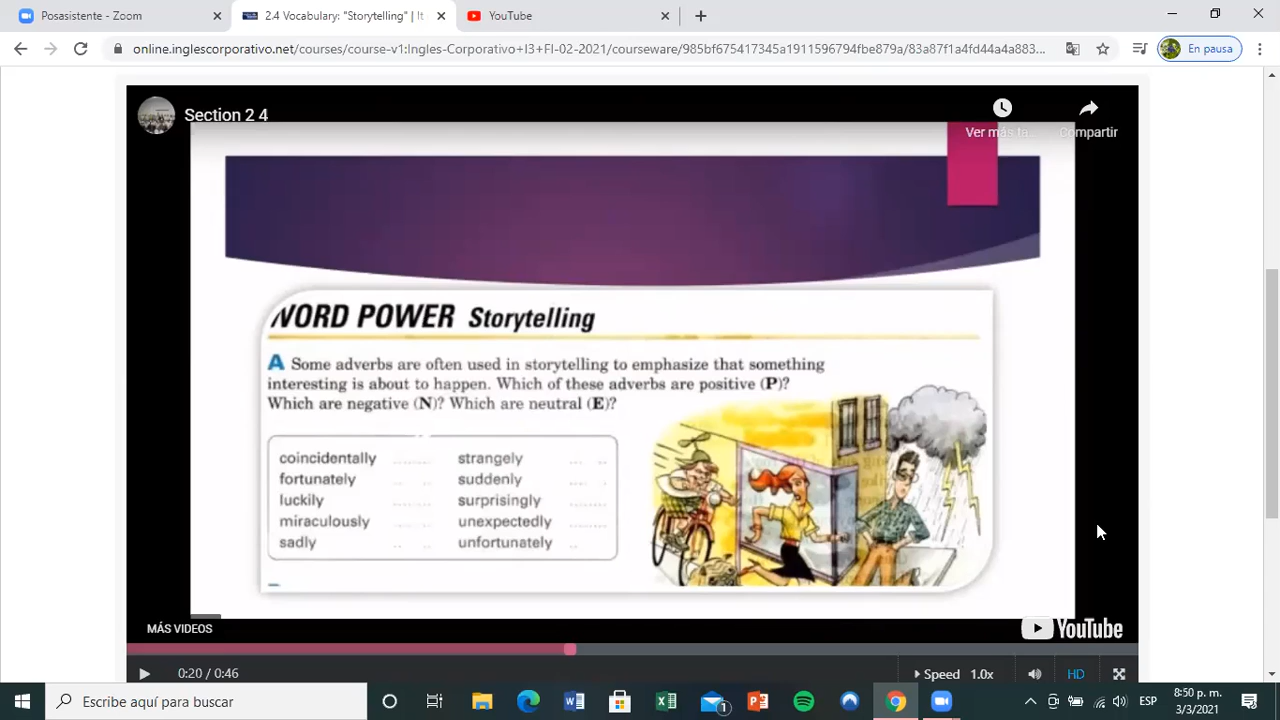 Posasistente - Zoom
2.4 Vocabulary: "Storytelling" | It
YouTube
online.inglescorporativo.net/courses/course-v1:Ingles-Corporativo+I3+FI-02-2021/courseware/985bf675417345a1911596794fbe879a/83a87f1a4fd44a4a883...
En pausa
Section 2 4
Ver más ta...
Compartir
WORD POWER Storytelling
A Some adverbs are often used in storytelling to emphasize that something
interesting is about to happen. Which of these adverbs are positive (P)?
Which are negative (N)? Which are neutral (E)?
coincidentally strangely
fortunately suddenly
luckily surprisingly
miraculously unexpectedly
sadly unfortunately
MÁS VIDEOS
YouTube
0:20 / 0:46
Speed 1.0x
HD
Escribe aquí para buscar
1
ESP
8:50 p. m.
3/3/2021